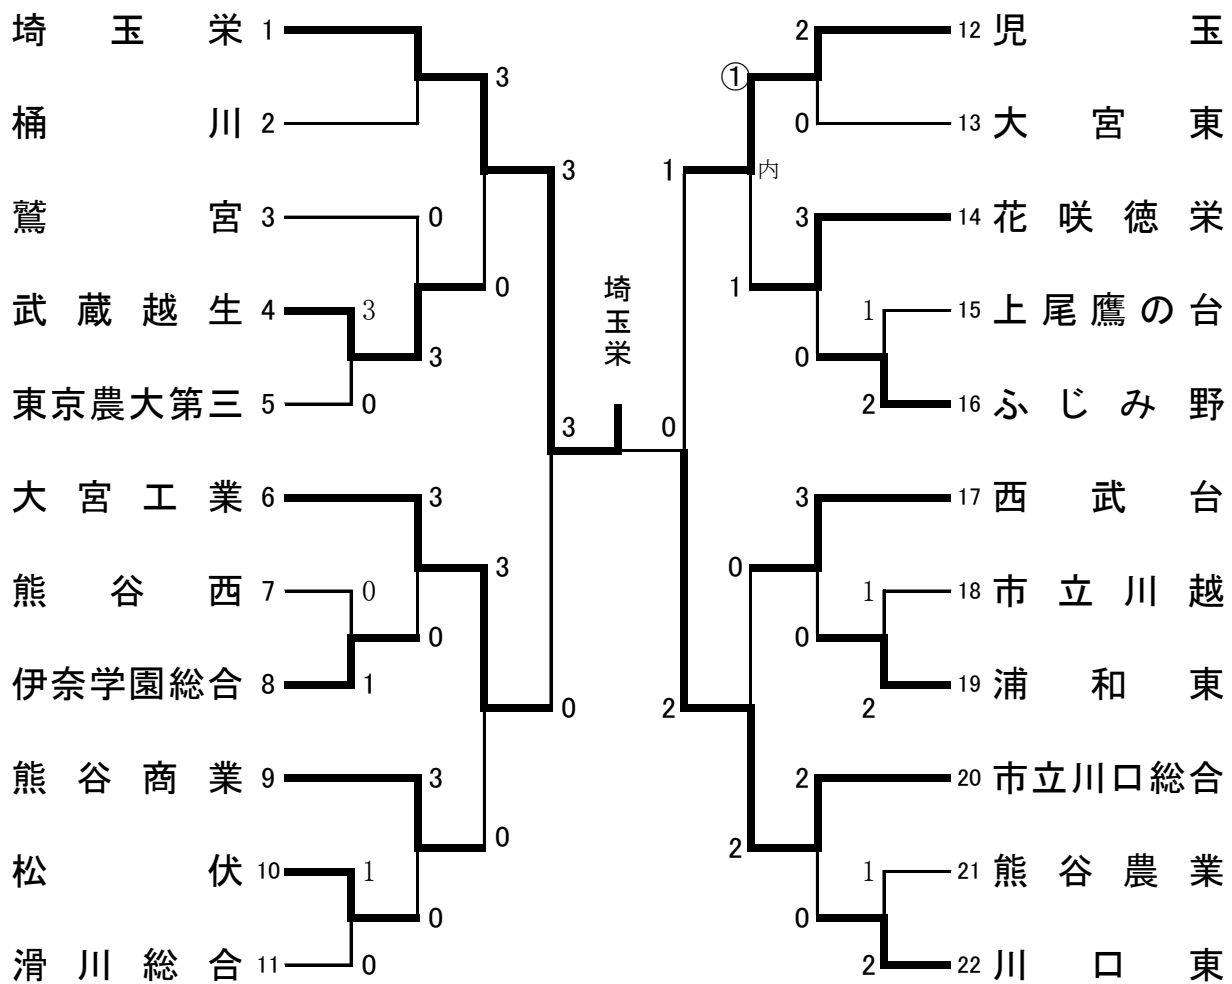 埼玉栄 1
3
桶川 2
3
鷲宮 3 0
0
武蔵越生 4 3
3
東京農大第三 5 0
3
大宮工業 6 3
3
熊谷西 7 0
0
伊奈学園総合 8 1
0
熊谷商業 9 3
0
松伏 10 1
0
滑川総合 11 0
埼玉栄
2 12 児玉
①
0 13 大宮東
1 内
3 14 花咲徳栄
1
1 15 上尾鷹の台
0
2 16 ふじみ野
0
3 17 西武台
0
1 18 市立川越
0
2 19 浦和東
2
2 20 市立川口総合
2
1 21 熊谷農業
0
2 22 川口東